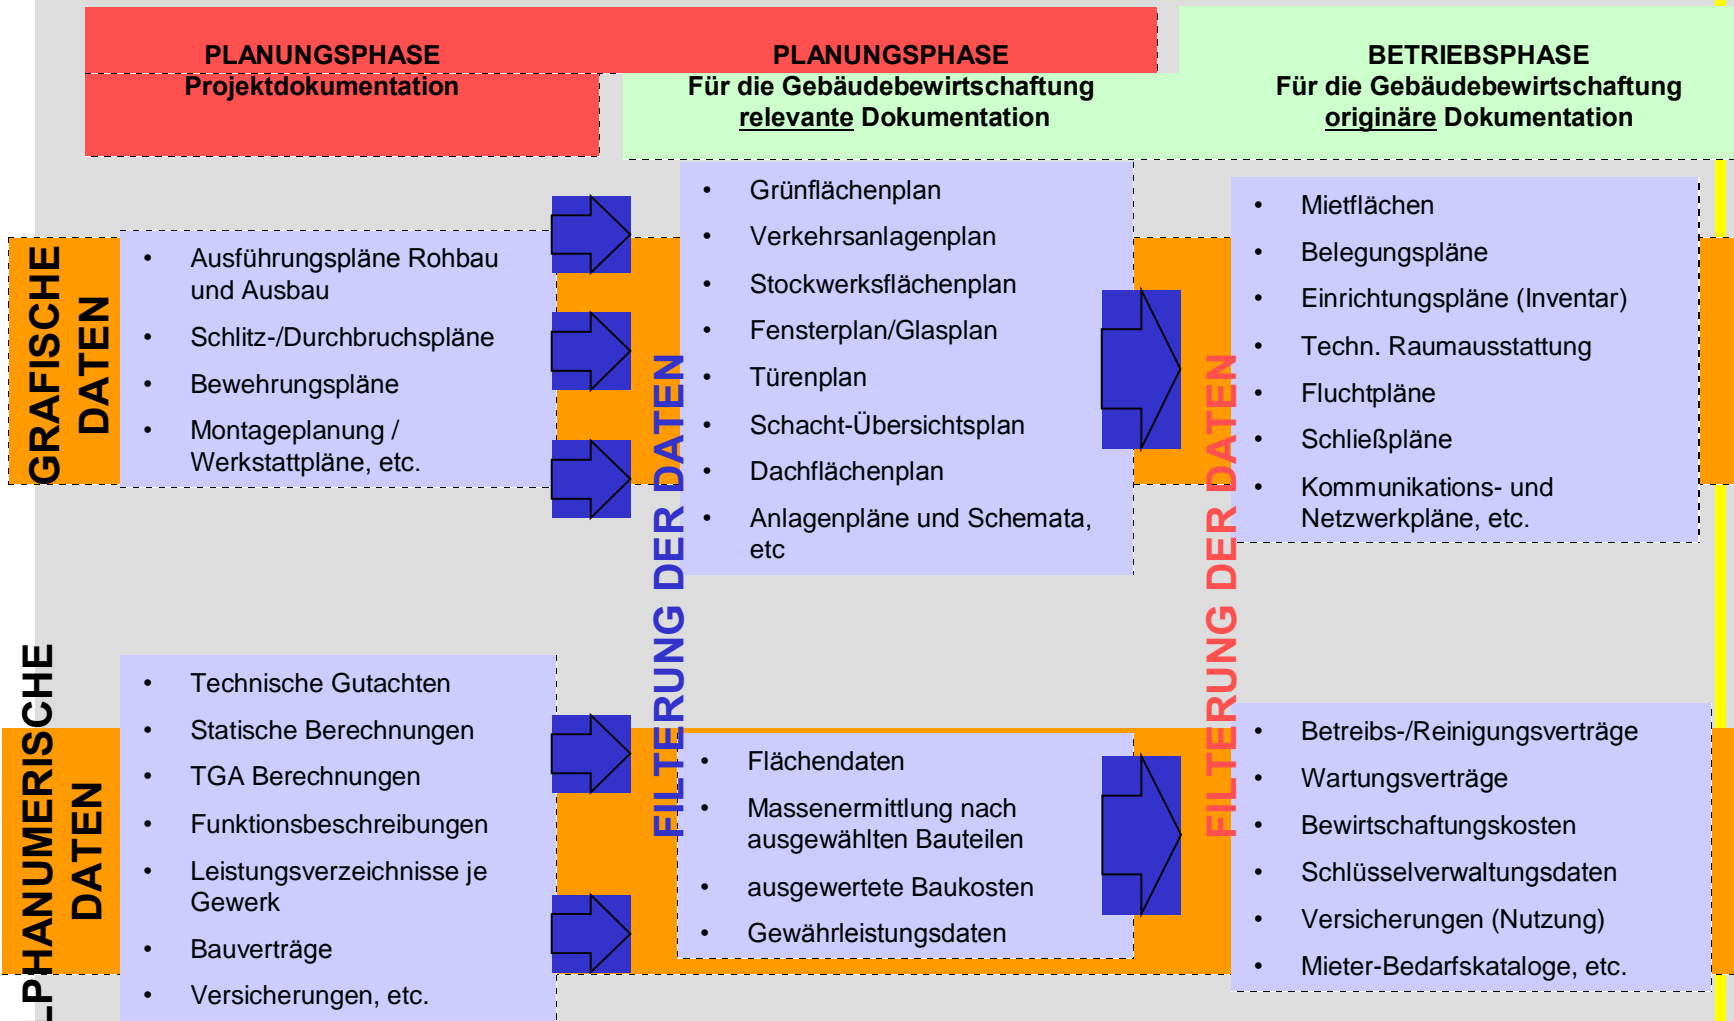 PLANUNGSPHASE
Projektdokumentation
PLANUNGSPHASE
Für die Gebäudebewirtschaftung
relevante Dokumentation
BETRIEBSPHASE
Für die Gebäudebewirtschaftung
originäre Dokumentation
GRAFISCHE
DATEN
• Ausführungspläne Rohbau
und Ausbau
• Schlitz-/Durchbruchspläne
• Bewehrungspläne
• Montageplanung /
Werkstattpläne, etc.
FILTERUNG DER DATEN
• Grünflächenplan
• Verkehrsanlagenplan
• Stockwerksflächenplan
• Fensterplan/Glasplan
• Türenplan
• Schacht-Übersichtsplan
• Dachflächenplan
• Anlagenpläne und Schemata,
etc
FILTERUNG DER DATEN
• Mietflächen
• Belegungspläne
• Einrichtungspläne (Inventar)
• Techn. Raumausstattung
• Fluchtpläne
• Schließpläne
• Kommunikations- und
Netzwerkpläne, etc.
LPHANUMERISCHE
DATEN
• Technische Gutachten
• Statische Berechnungen
• TGA Berechnungen
• Funktionsbeschreibungen
• Leistungsverzeichnisse je
Gewerk
• Bauverträge
• Versicherungen, etc.
• Flächendaten
• Massenermittlung nach
ausgewählten Bauteilen
• ausgewertete Baukosten
• Gewährleistungsdaten
• Betreibs-/Reinigungsverträge
• Wartungsverträge
• Bewirtschaftungskosten
• Schlüsselverwaltungsdaten
• Versicherungen (Nutzung)
• Mieter-Bedarfskataloge, etc.